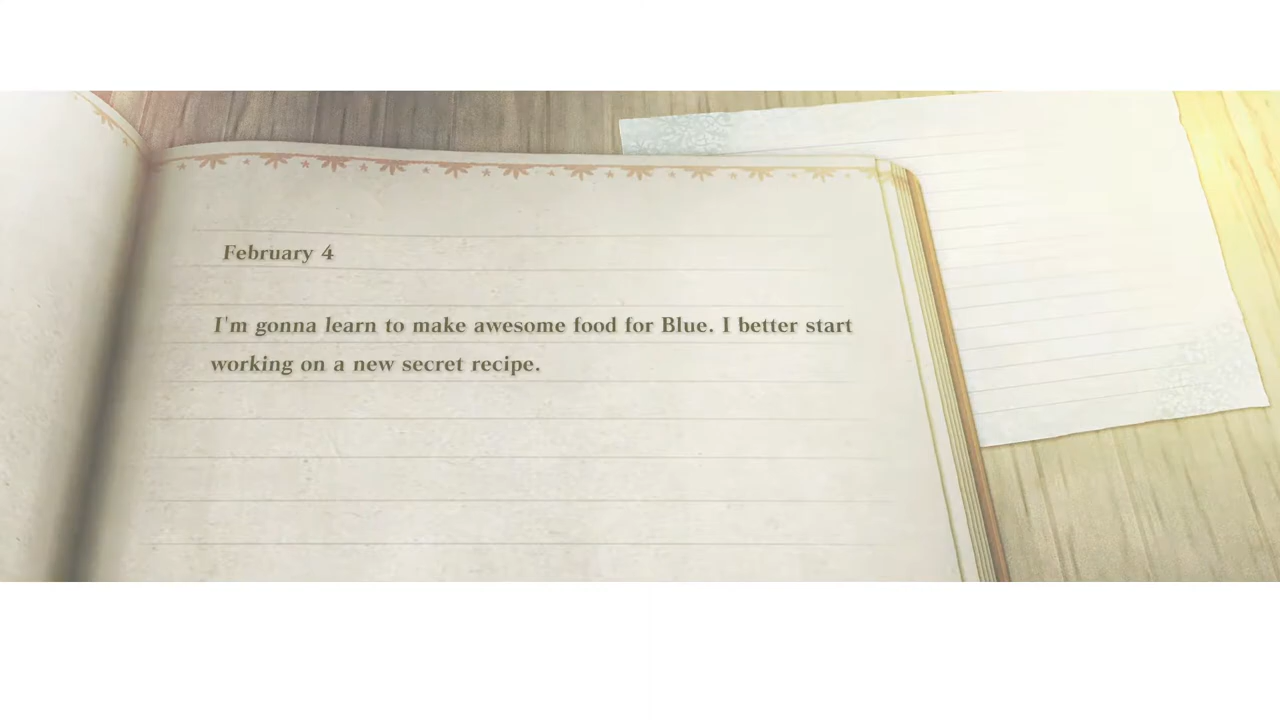 February 4
I'm gonna learn to make awesome food for Blue. I better start
working on a new secret recipe.